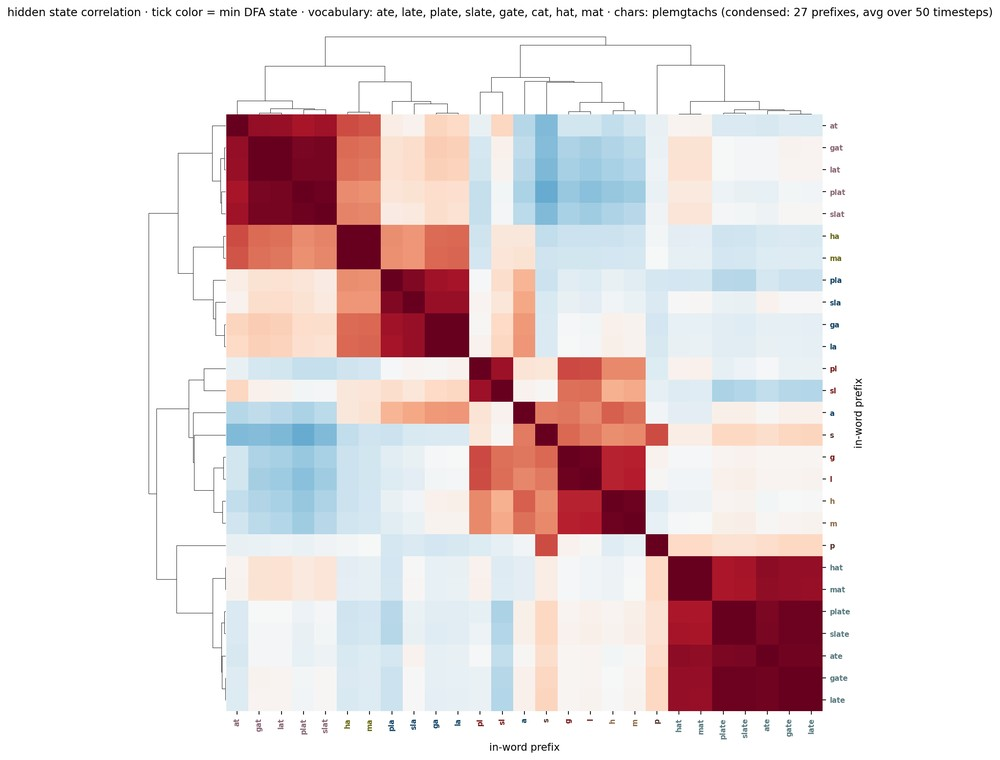 hidden state correlation · tick color = min DFA state · vocabulary: ate, late, plate, slate, gate, cat, hat, mat · chars: plemgtachs (condensed: 27 prefixes, avg over 50 timesteps)
at
gat
lat
plat
slat
ha
ma
pla
sla
ga
la
pl
sl
a
s
g
l
h
m
p
hat
mat
plate
slate
ate
gate
late
in-word prefix
at gat lat plat slat ha ma pla sla ga la pl sl a s g l h m p hat mat plate slate ate gate late
in-word prefix